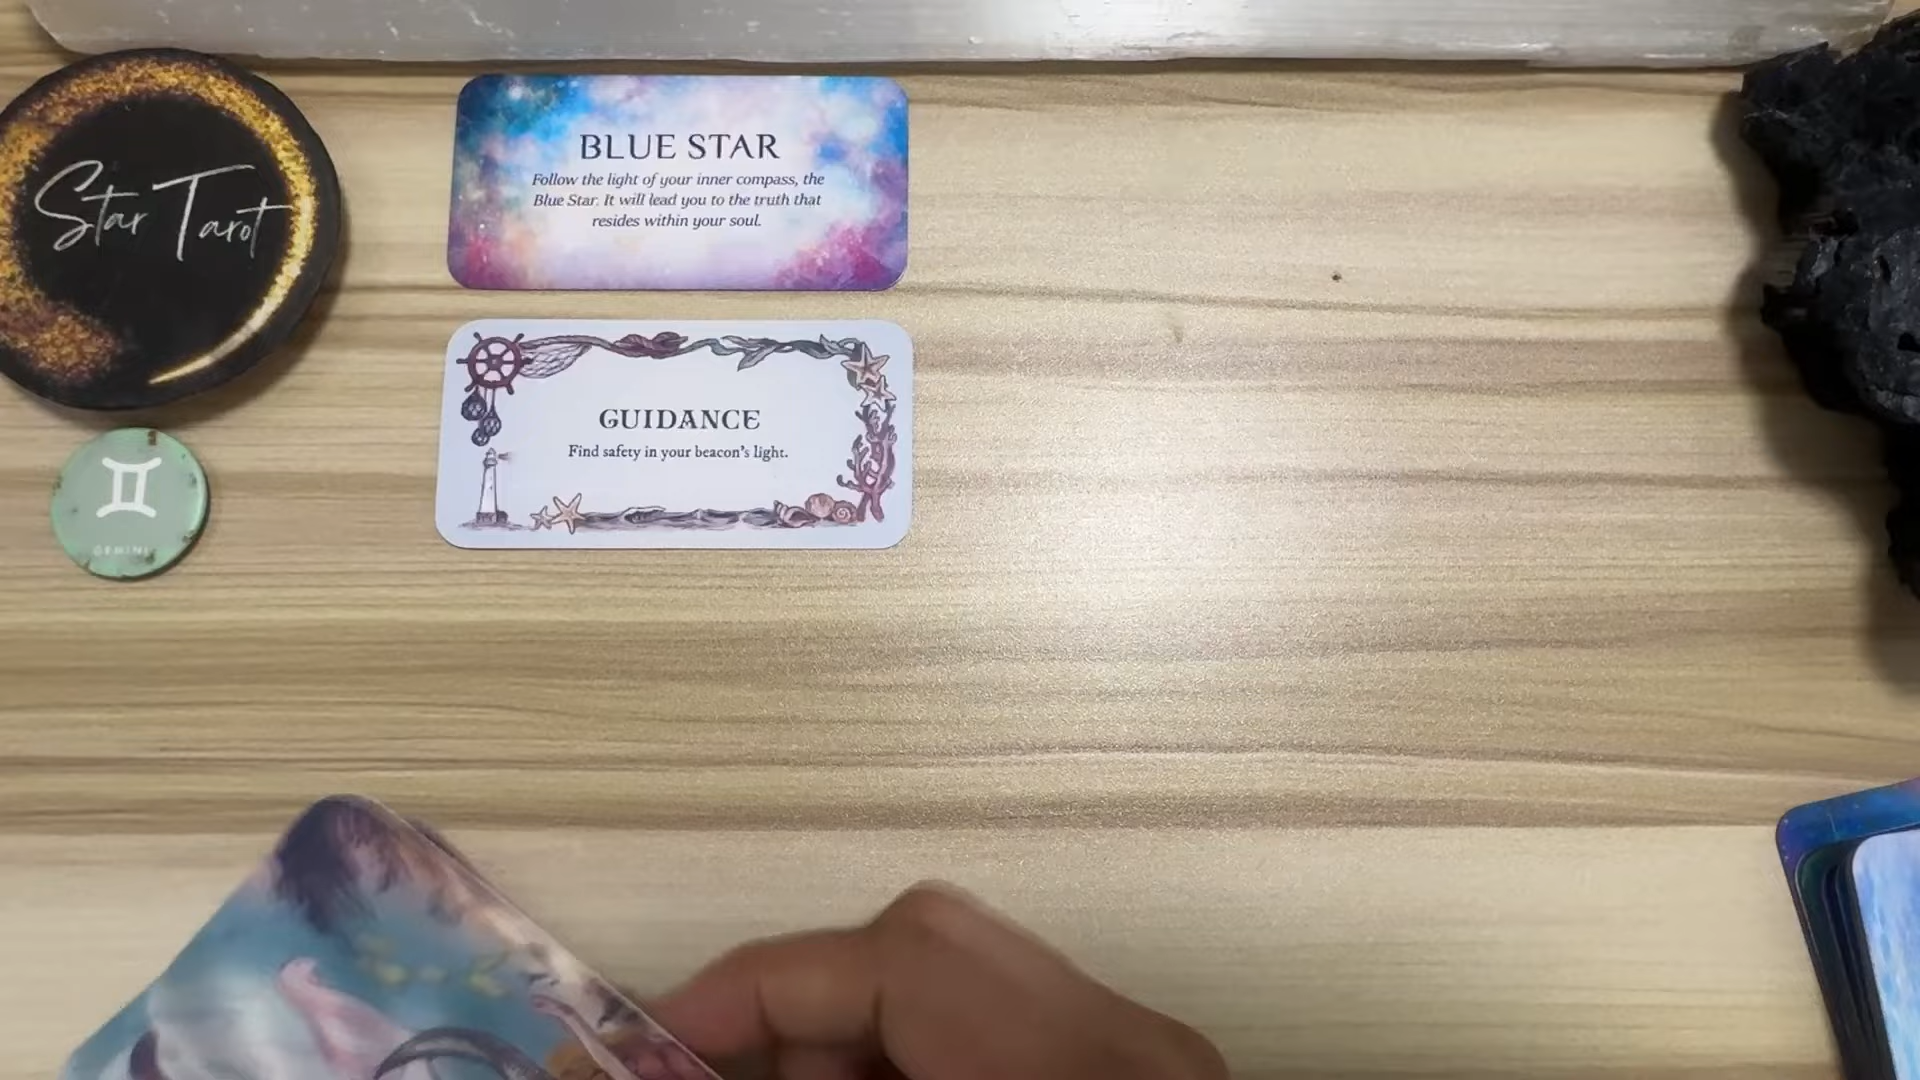 Star Tarot
BLUE STAR
Follow the light of your inner compass, the
Blue Star. It will lead you to the truth that
resides within your soul.
GUIDANCE
Find safety in your beacon's light.
GEMINI